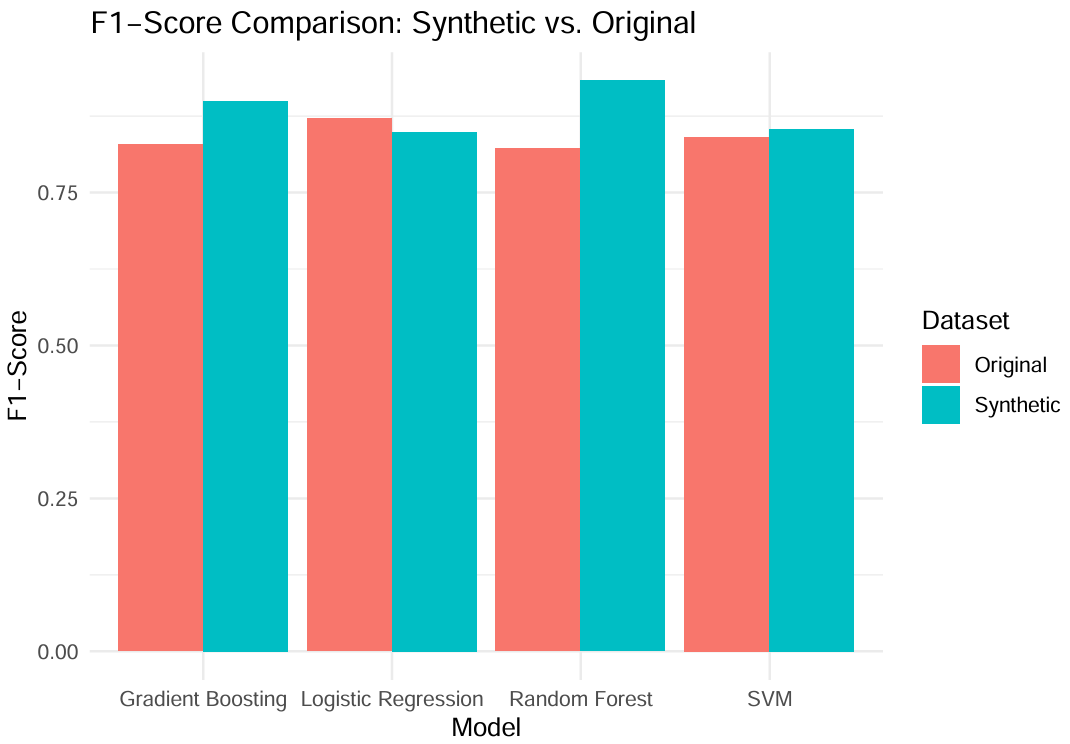 F1−Score Comparison: Synthetic vs. Original
F1−Score
0.75
0.50
0.25
0.00
Gradient Boosting Logistic Regression Random Forest SVM
Model
Dataset
Original
Synthetic